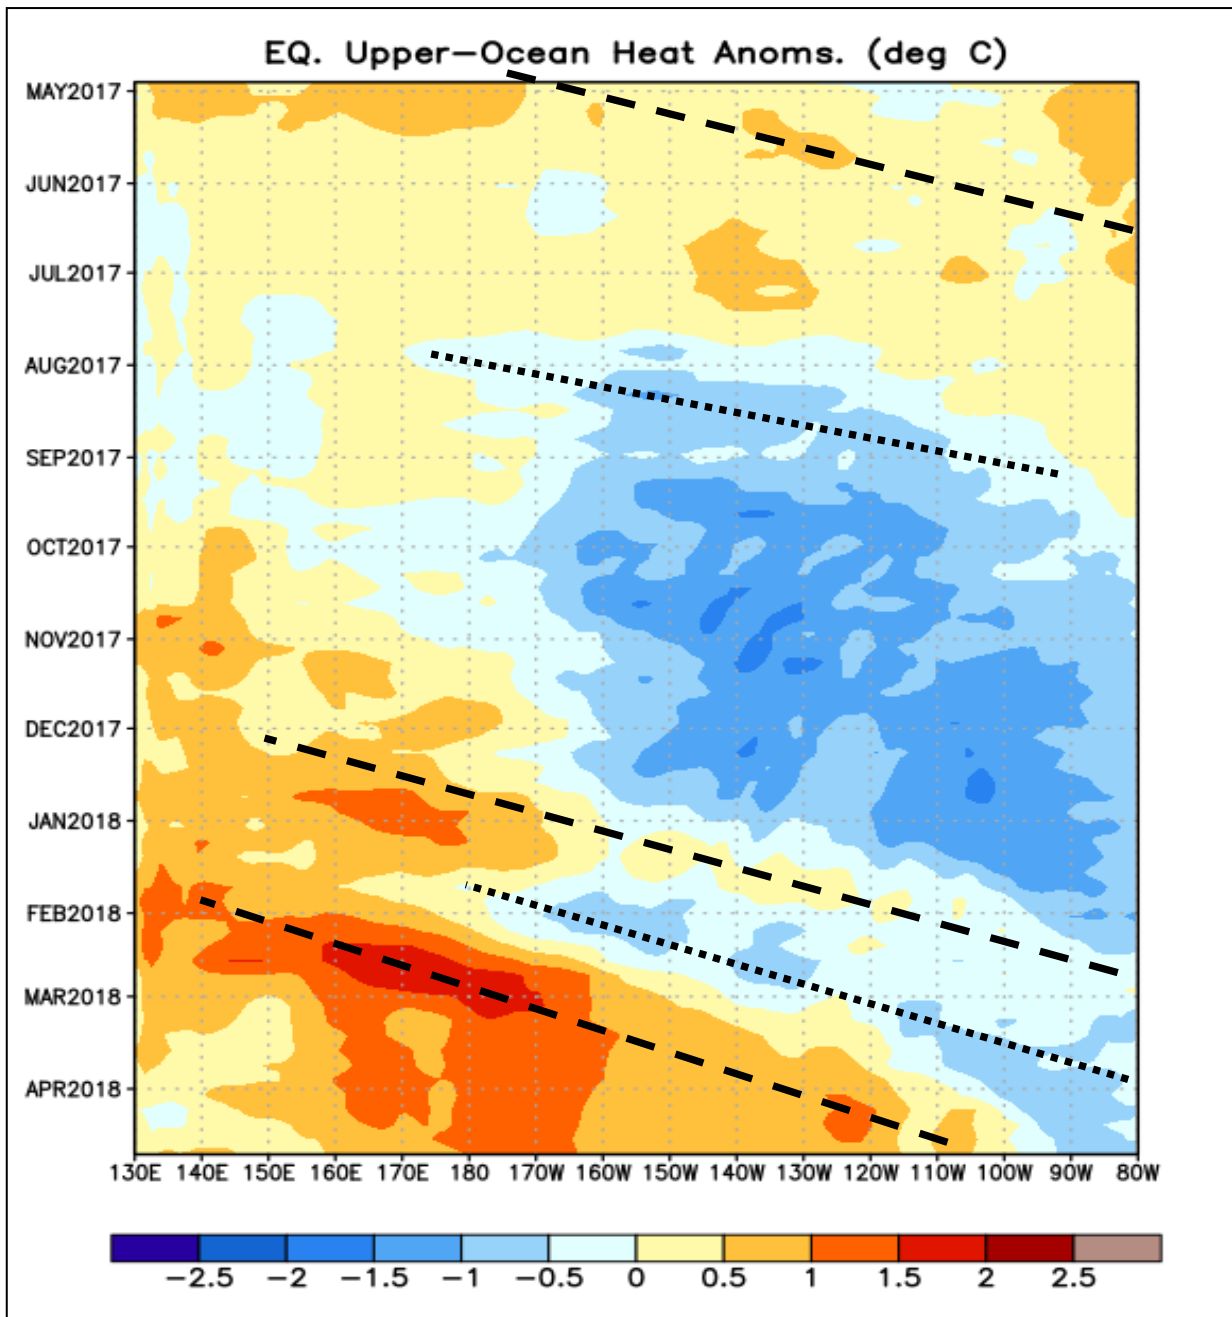 EQ. Upper-Ocean Heat Anoms. (deg C)
MAY2017
JUN2017
JUL2017
AUG2017
SEP2017
OCT2017
NOV2017
DEC2017
JAN2018
FEB2018
MAR2018
APR2018
130E 140E 150E 160E 170E 180 170W 160W 150W 140W 130W 120W 110W 100W 90W 80W
-2.5 -2 -1.5 -1 -0.5 0 0.5 1 1.5 2 2.5